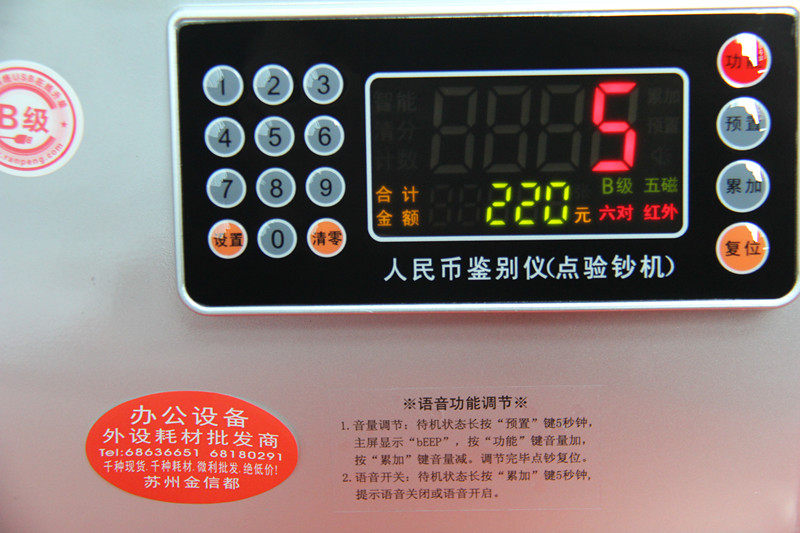 B级
.yunpeng.com
1 2 3
4 5 6
7 8 9
设置 0 清零
智能
清分
计数
5
累加
预置
合计
金额
220 元
B级 五磁
六对 红外
功能
预置
累加
复位
人民币鉴别仪(点验钞机)
办公设备
外设耗材批发商
Tel:68636651 68180291
千种现货.千种耗材.微利批发.绝低价!
苏州金信都
※语音功能调节※
1. 音量调节：待机状态长按“预置”键5秒钟，
主屏显示“bEEP”，按“功能”键音量加，
按“累加”键音量减。调节完毕点钞复位。
2. 语音开关：待机状态长按“累加”键5秒钟，
提示语音关闭或语音开启。